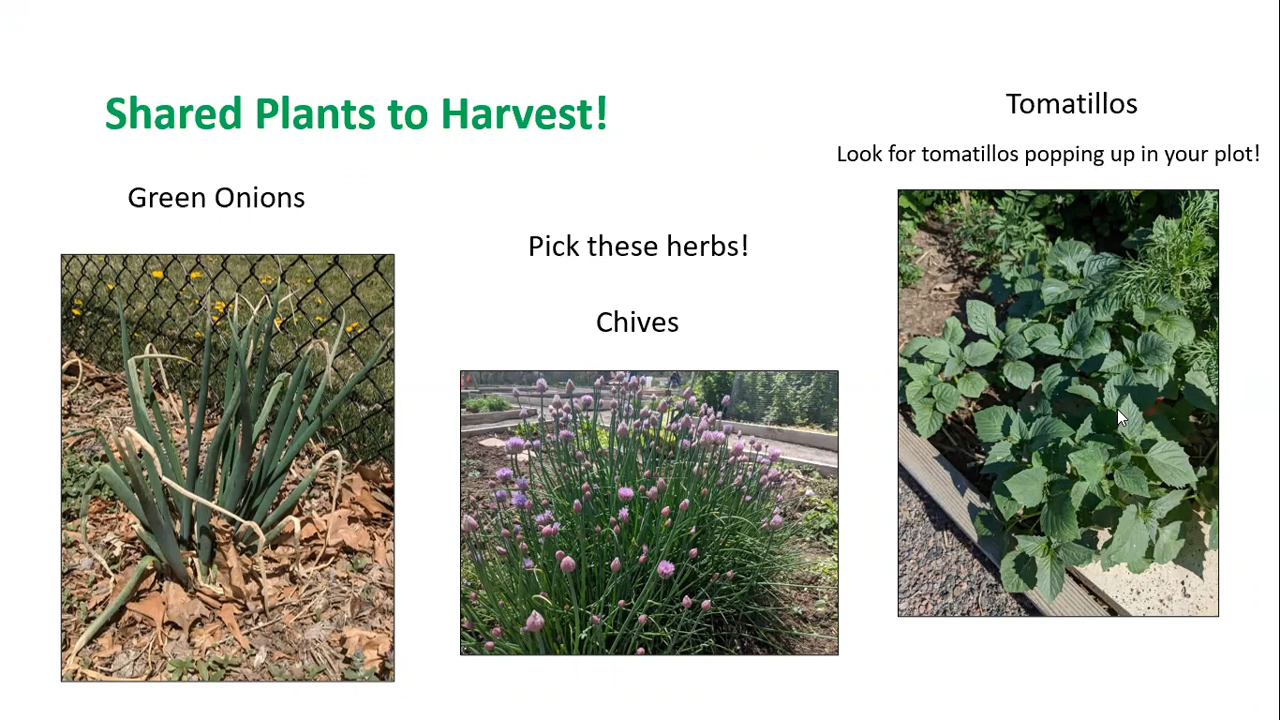 Shared Plants to Harvest!
Green Onions
Pick these herbs!
Chives
Tomatillos
Look for tomatillos popping up in your plot!